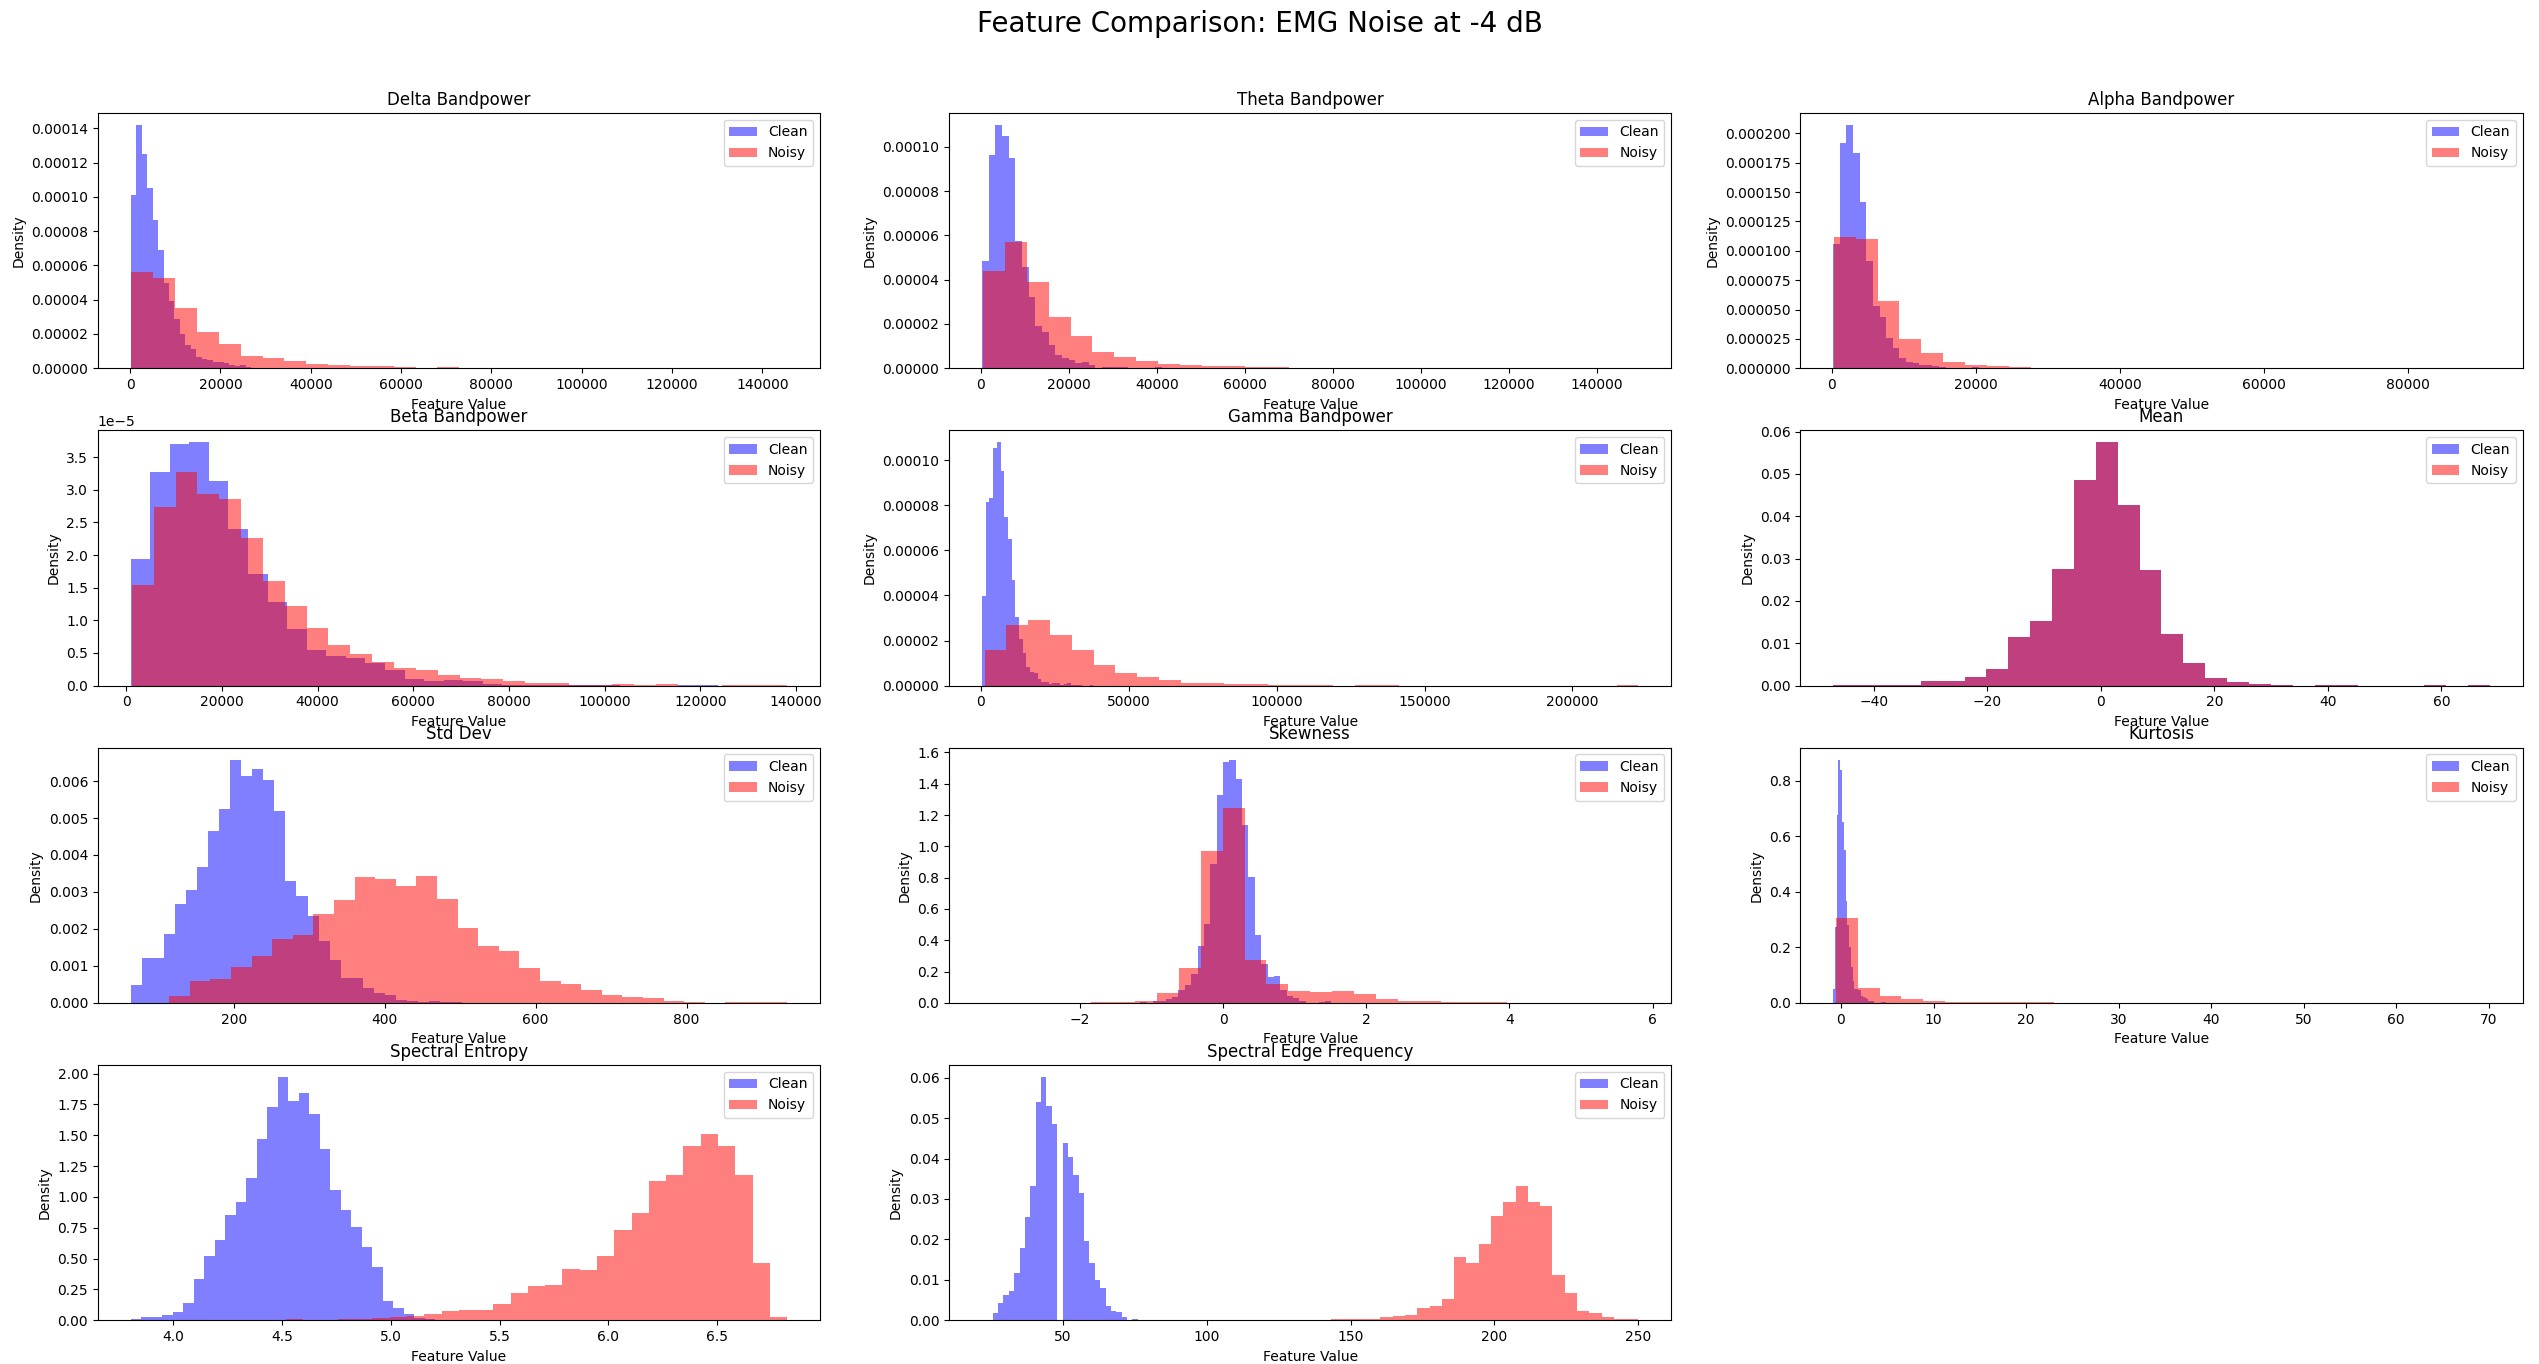 Feature Comparison: EMG Noise at -4 dB
Delta Bandpower
Clean
Noisy
Density
0.00014
0.00012
0.00010
0.00008
0.00006
0.00004
0.00002
0.00000
0 20000 40000 60000 80000 100000 120000 140000
Feature Value
Theta Bandpower
Clean
Noisy
Density
0.00010
0.00008
0.00006
0.00004
0.00002
0.00000
0 20000 40000 60000 80000 100000 120000 140000
Feature Value
Alpha Bandpower
Clean
Noisy
Density
0.000200
0.000175
0.000150
0.000125
0.000100
0.000075
0.000050
0.000025
0.000000
0 20000 40000 60000 80000
Feature Value
Beta Bandpower
1e−5
Clean
Noisy
Density
3.5
3.0
2.5
2.0
1.5
1.0
0.5
0.0
0 20000 40000 60000 80000 100000 120000 140000
Feature Value
Gamma Bandpower
Clean
Noisy
Density
0.00010
0.00008
0.00006
0.00004
0.00002
0.00000
0 50000 100000 150000 200000
Feature Value
Mean
Clean
Noisy
Density
0.06
0.05
0.04
0.03
0.02
0.01
0.00
−40 −20 0 20 40 60
Feature Value
Std Dev
Clean
Noisy
Density
0.006
0.005
0.004
0.003
0.002
0.001
0.000
200 400 600 800
Feature Value
Skewness
Clean
Noisy
Density
1.6
1.4
1.2
1.0
0.8
0.6
0.4
0.2
0.0
−2 0 2 4 6
Feature Value
Kurtosis
Clean
Noisy
Density
0.8
0.6
0.4
0.2
0.0
0 10 20 30 40 50 60 70
Feature Value
Spectral Entropy
Clean
Noisy
Density
2.00
1.75
1.50
1.25
1.00
0.75
0.50
0.25
0.00
4.0 4.5 5.0 5.5 6.0 6.5
Feature Value
Spectral Edge Frequency
Clean
Noisy
Density
0.06
0.05
0.04
0.03
0.02
0.01
0.00
50 100 150 200 250
Feature Value